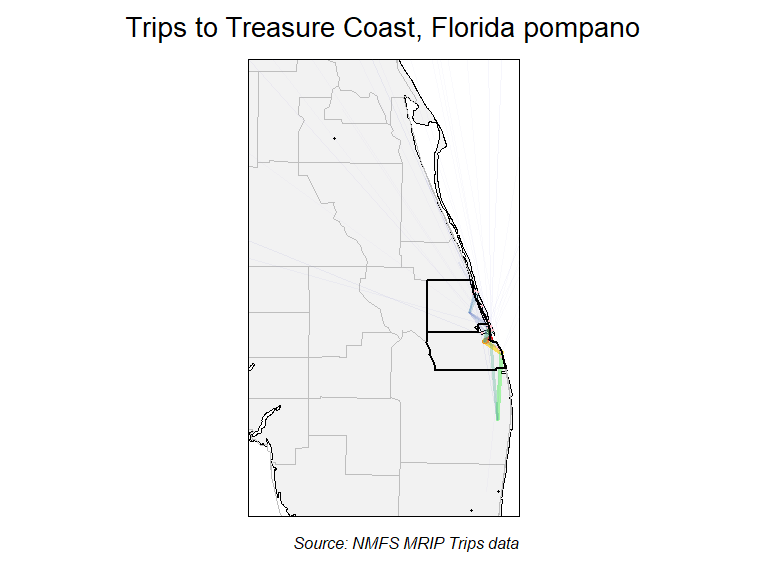 Trips to Treasure Coast, Florida pompano
Source: NMFS MRIP Trips data